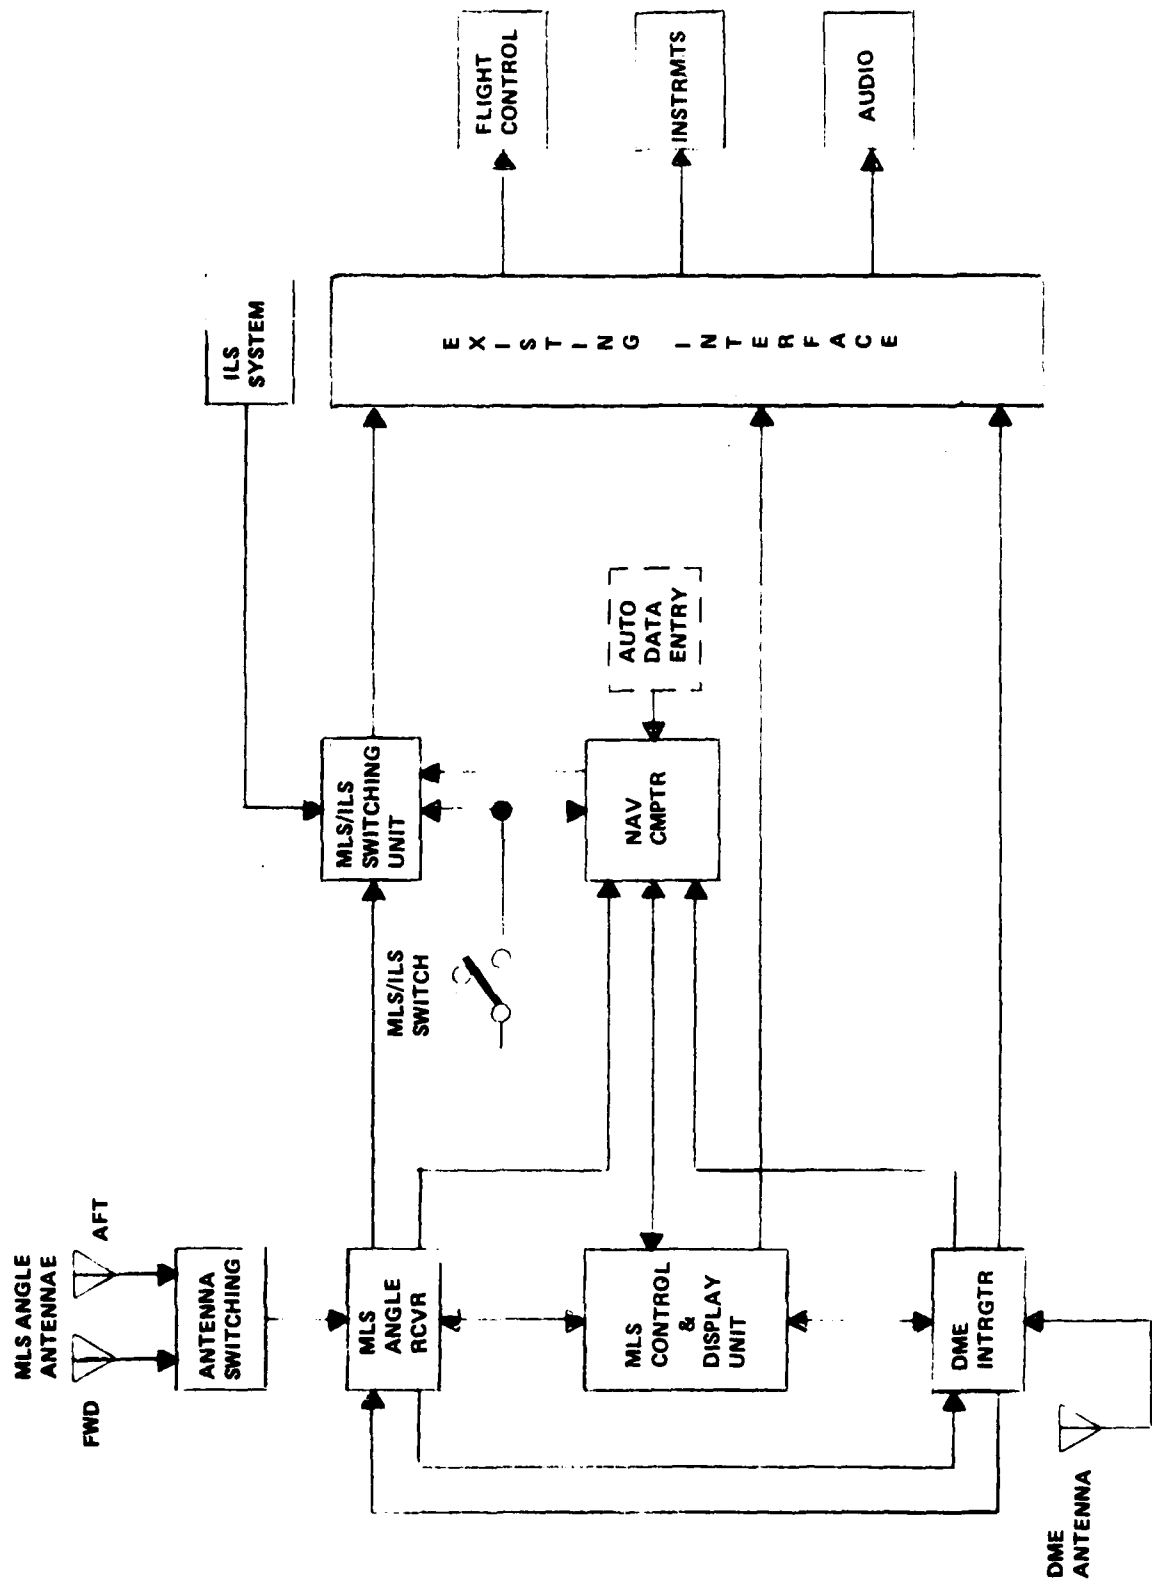 MLS ANGLE
ANTENNAE
FWD
AFT
ANTENNA
SWITCHING
MLS
ANGLE
RCVR
MLS
CONTROL
&
DISPLAY
UNIT
DME
INTRGTR
DME
ANTENNA
MLS/ILS
SWITCH
MLS/ILS
SWITCHING
UNIT
NAV
CMPTR
AUTO
DATA
ENTRY
ILS
SYSTEM
EXISTING INTERFACE
FLIGHT
CONTROL
INSTRMTS
AUDIO